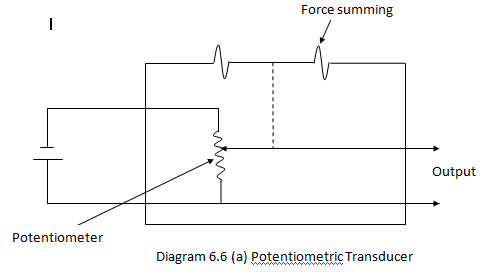 Force summing
I
Output
Potentiometer
Diagram 6.6 (a) Potentiometric Transducer